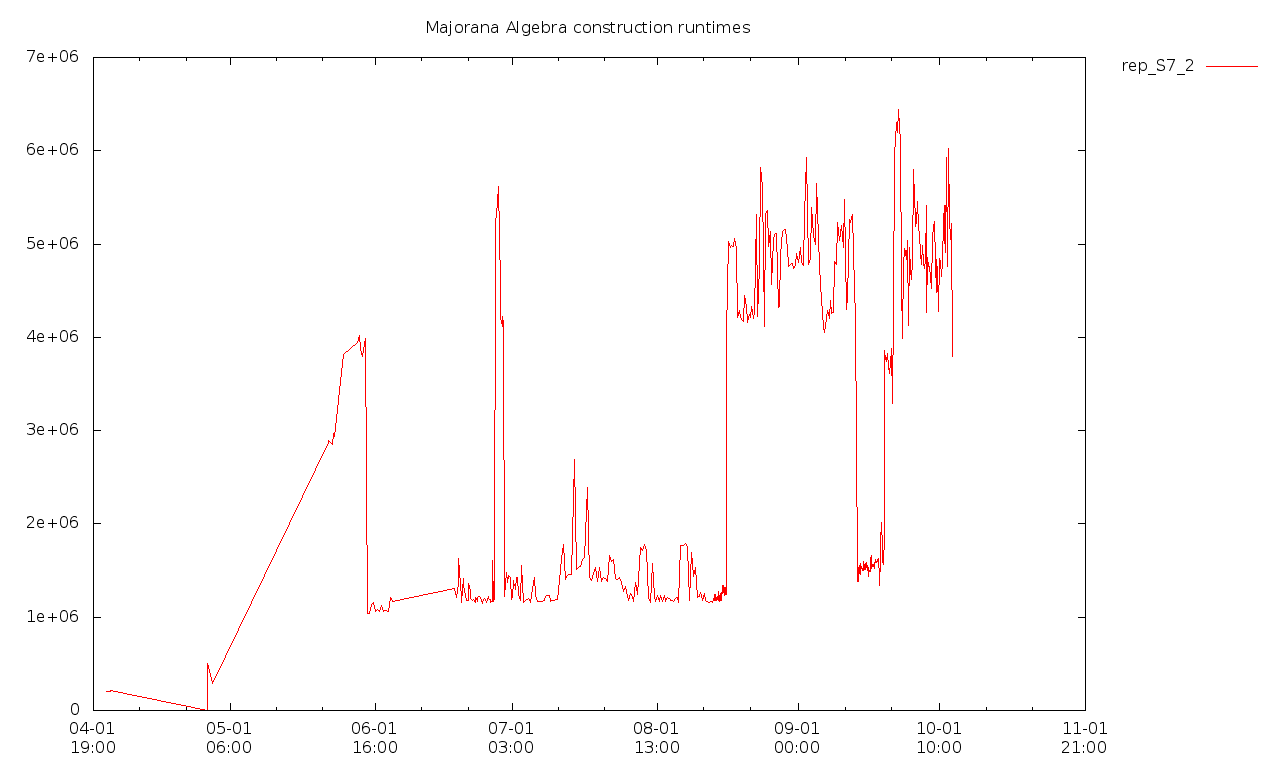 Majorana Algebra construction runtimes
rep_S7_2
7e+06
6e+06
5e+06
4e+06
3e+06
2e+06
1e+06
0
04-01 05-01 06-01 07-01 08-01 09-01 10-01 11-01
19:00 06:00 16:00 03:00 13:00 00:00 10:00 21:00